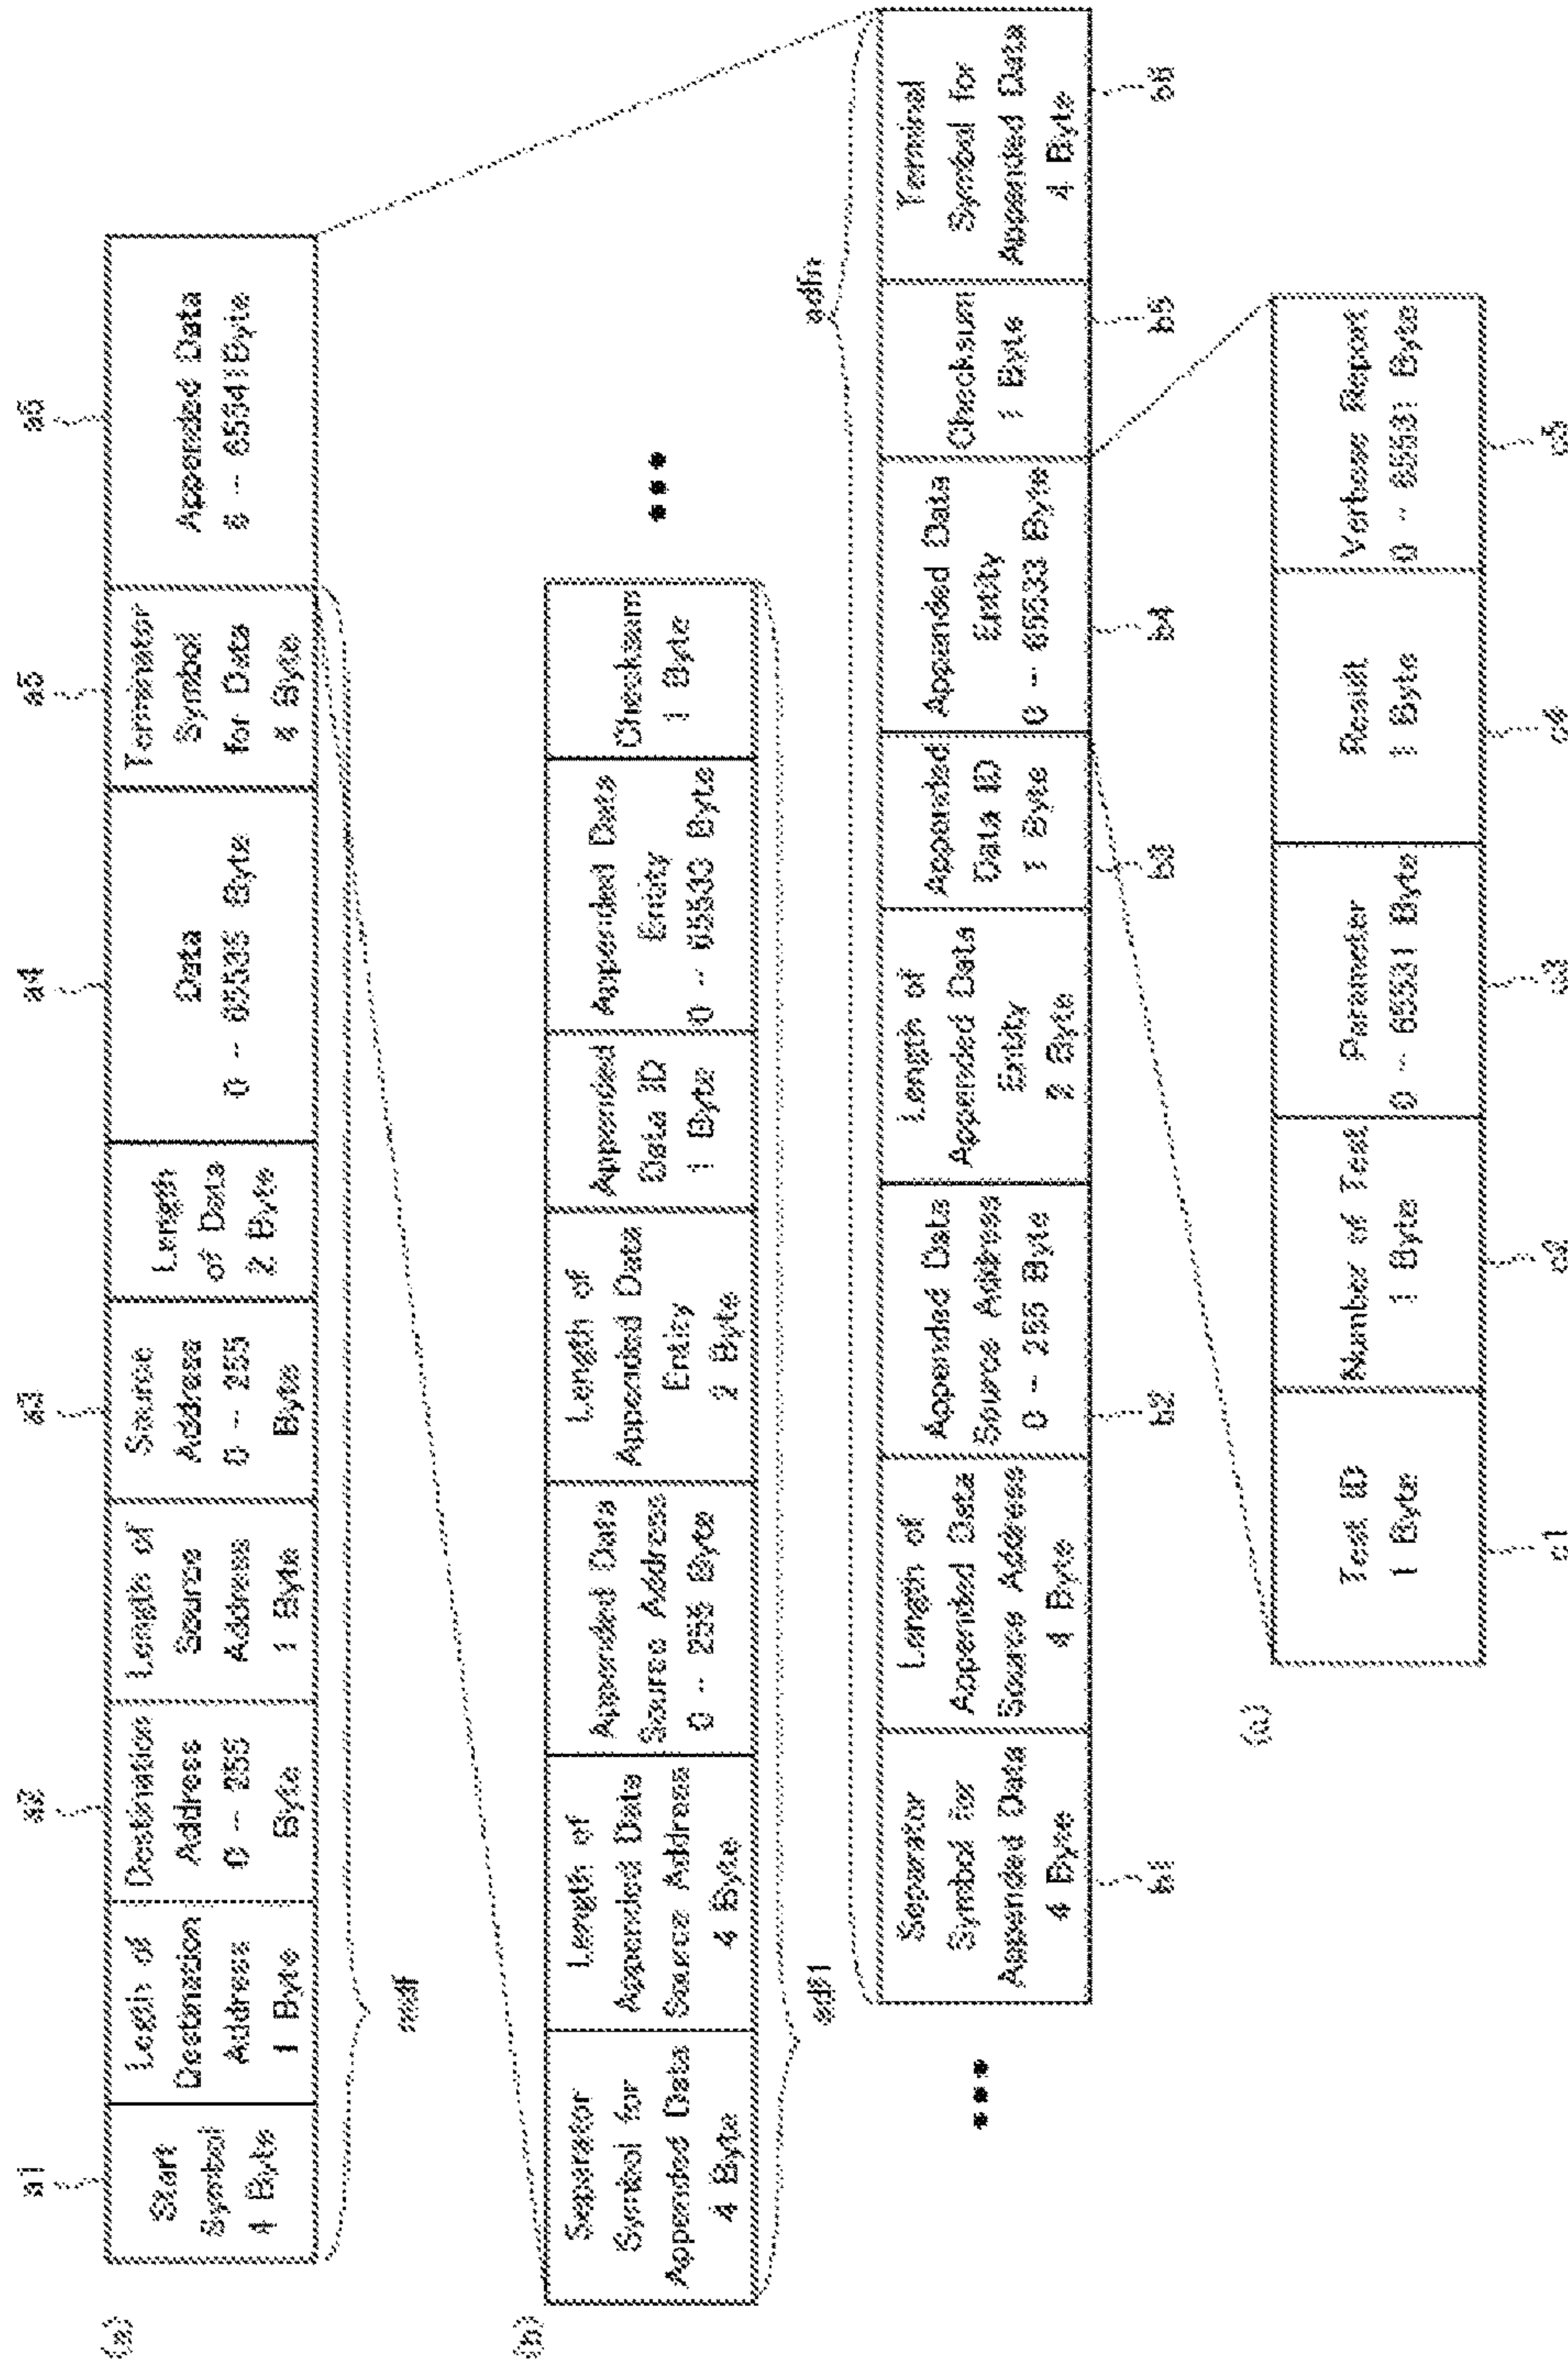 (a)
a1
a2
a3
a4
a5
a6
Start
Symbol
4 Byte
Legth of
Destination
Address
1 Byte
Destination
Address
0 -- 255
Byte
Length of
Source
Address
1 Byte
Source
Address
0 -- 255
Byte
Length
of Data
2 Byte
Data
0 -- 65535 Byte
Terminator
Symbol
for Data
4 Byte
Appended Data
-- 65541Byte
(b)
Separator
Symbol for
Appended Data
4 Byte
Length of
Appended Data
Source Address
4 Byte
Appended Data
Source Address
0 -- 255 Byte
Length of
Appended Data
Entity
2 Byte
Appended
Data ID
1 Byte
Appended Data
Entity
0 -- 65533 Byte
Checksum
1 Byte
•••
adf1
•••
adfn
Separator
Symbol for
Appended Data
4 Byte
Length of
Appended Data
Source Address
4 Byte
Appended Data
Source Address
0 -- 255 Byte
Length of
Appended Data
Entity
2 Byte
Appended
Data ID
1 Byte
Appended Data
Entity
0 -- 65533 Byte
Checksum
1 Byte
Terminal
Symbol for
Appended Data
4 Byte
b1
b2
b3
b4
b5
b6
(c)
Test ID
1 Byte
Number of Test
1 Byte
Parameter
0 -- 65531 Byte
Result
1 Byte
Verbose Report
0 -- 65531 Byte
c1
c2
c3
c4
c5